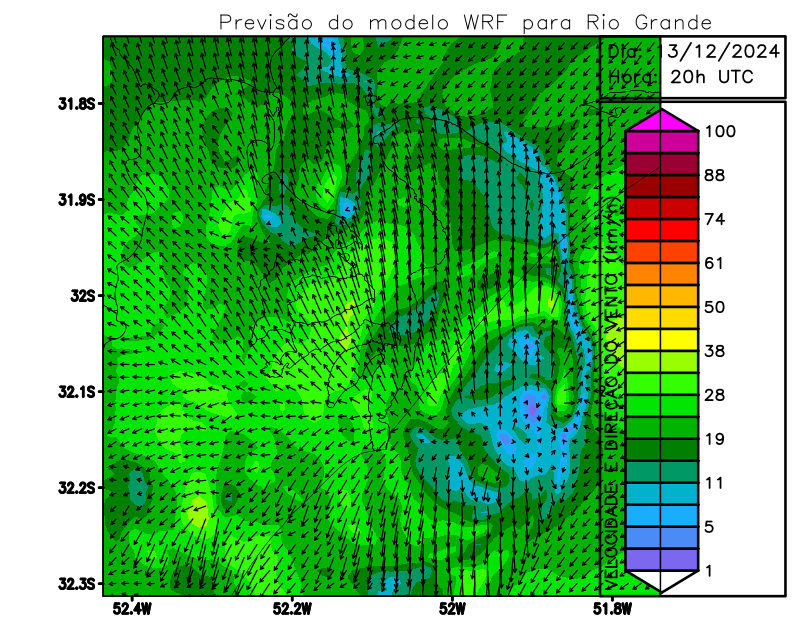 Previsão do modelo WRF para Rio Grande
Dia: 13/12/2024
Hora: 20h UTC
31.8S
31.9S
32S
32.1S
32.2S
32.3S
52.4W
52.2W
52W
51.8W
100
88
74
61
50
38
28
19
11
5
1
VELOCIDADE E DIREÇÃO DO VENTO (km/h)